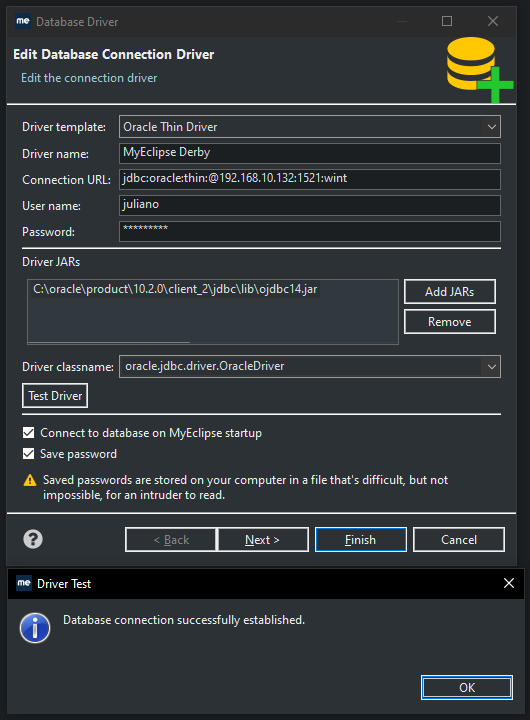 me Database Driver
Edit Database Connection Driver
Edit the connection driver
Driver template: Oracle Thin Driver
Driver name: MyEclipse Derby
Connection URL: jdbc:oracle:thin:@192.168.10.132:1521:wint
User name: juliano
Password: *********
Driver JARs
C:\oracle\product\10.2.0\client_2\jdbc\lib\ojdbc14.jar
Add JARs
Remove
Driver classname: oracle.jdbc.driver.OracleDriver
Test Driver
Connect to database on MyEclipse startup
Save password
Saved passwords are stored on your computer in a file that's difficult, but not
impossible, for an intruder to read.
? < Back Next > Finish Cancel
me Driver Test
Database connection successfully established.
OK